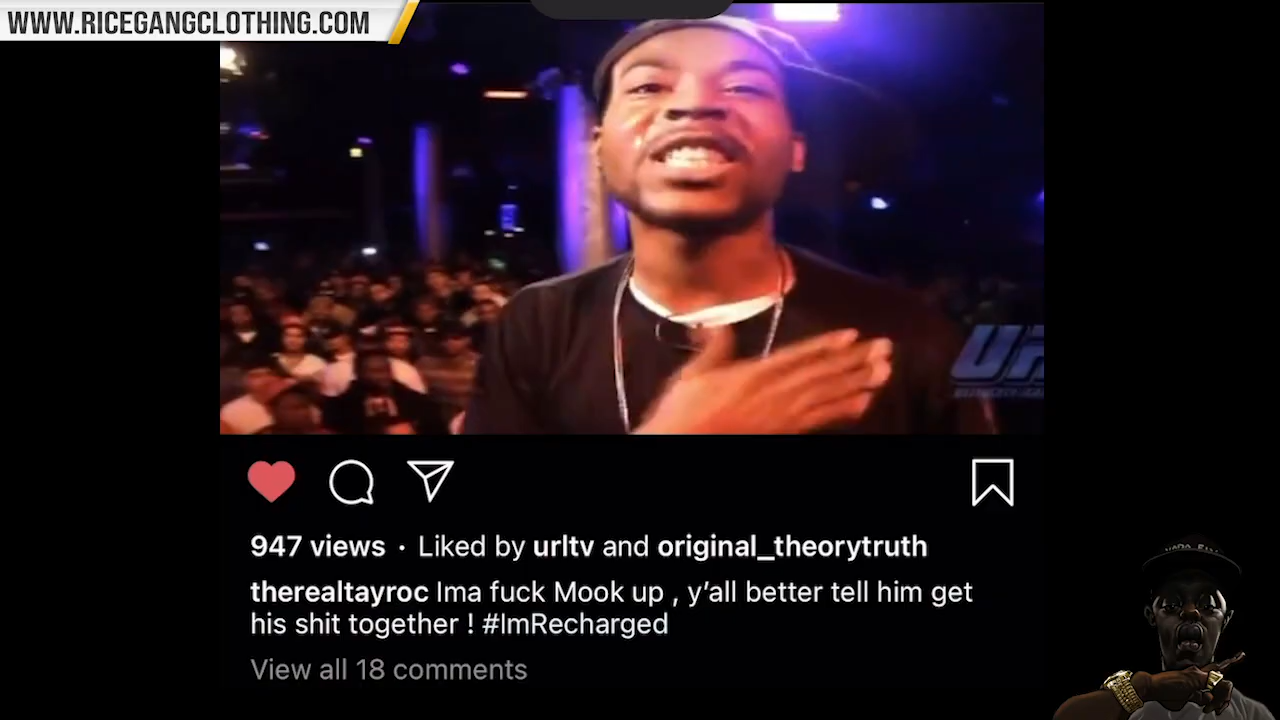 WWW.RICEGANGCLOTHING.COM
947 views · Liked by urltv and original_theorytruth
therealtayroc Ima fuck Mook up , y’all better tell him get
his shit together ! #ImRecharged
View all 18 comments